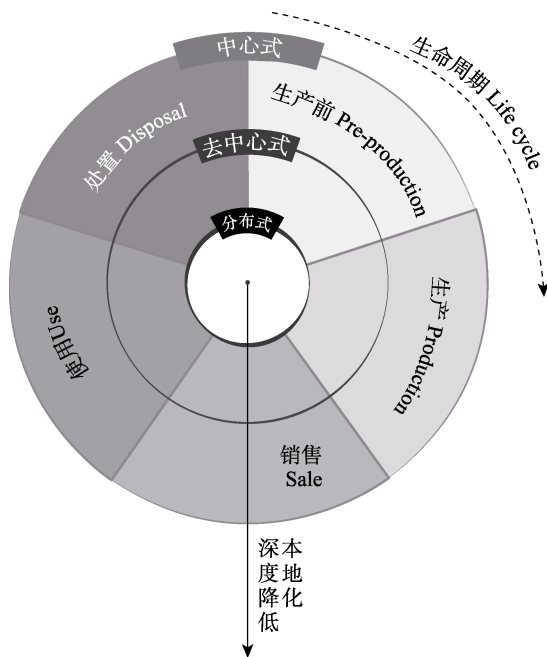 中心式
生命周期 Life cycle
处置 Disposal
生产前 Pre-production
去中心式
分布式
使用Use
生产 Production
销售
Sale
本地化
深度降低